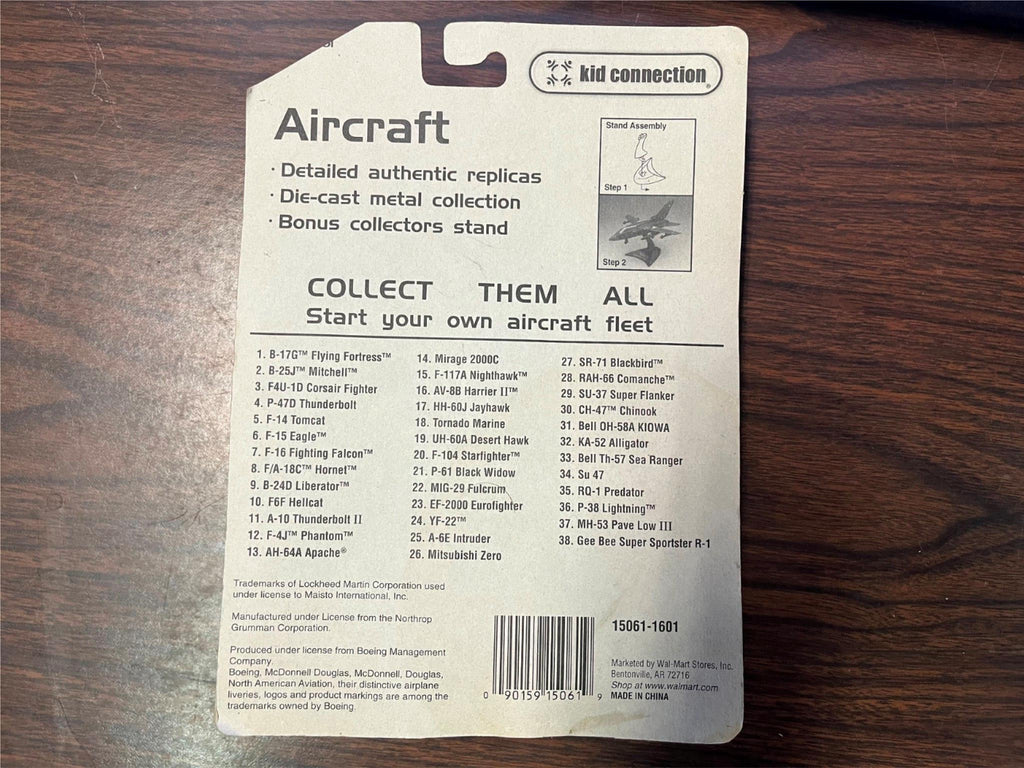 kid connection®
Aircraft
· Detailed authentic replicas
· Die-cast metal collection
· Bonus collectors stand
Stand Assembly
Step 1
Step 2
COLLECT THEM ALL
Start your own aircraft fleet
1. B-17G™ Flying Fortress™
2. B-25J™ Mitchell™
3. F4U-1D Corsair Fighter
4. P-47D Thunderbolt
5. F-14 Tomcat
6. F-15 Eagle™
7. F-16 Fighting Falcon™
8. F/A-18C™ Hornet™
9. B-24D Liberator™
10. F6F Hellcat
11. A-10 Thunderbolt II
12. F-4J™ Phantom™
13. AH-64A Apache®
14. Mirage 2000C
15. F-117A Nighthawk™
16. AV-8B Harrier II™
17. HH-60J Jayhawk
18. Tornado Marine
19. UH-60A Desert Hawk
20. F-104 Starfighter™
21. P-61 Black Widow
22. MIG-29 Fulcrum
23. EF-2000 Eurofighter
24. YF-22™
25. A-6E Intruder
26. Mitsubishi Zero
27. SR-71 Blackbird™
28. RAH-66 Comanche™
29. SU-37 Super Flanker
30. CH-47™ Chinook
31. Bell OH-58A KIOWA
32. KA-52 Alligator
33. Bell Th-57 Sea Ranger
34. Su 47
35. RQ-1 Predator
36. P-38 Lightning™
37. MH-53 Pave Low III
38. Gee Bee Super Sportster R-1
Trademarks of Lockheed Martin Corporation used
under license to Maisto International, Inc.
Manufactured under License from the Northrop
Grumman Corporation.
Produced under license from Boeing Management
Company.
Boeing, McDonnell Douglas, McDonnell, Douglas,
North American Aviation, their distinctive airplane
liveries, logos and product markings are among the
trademarks owned by Boeing.
0 90159 15061 9
15061-1601
Marketed by Wal-Mart Stores, Inc.
Bentonville, AR 72716
Shop at www.walmart.com
MADE IN CHINA